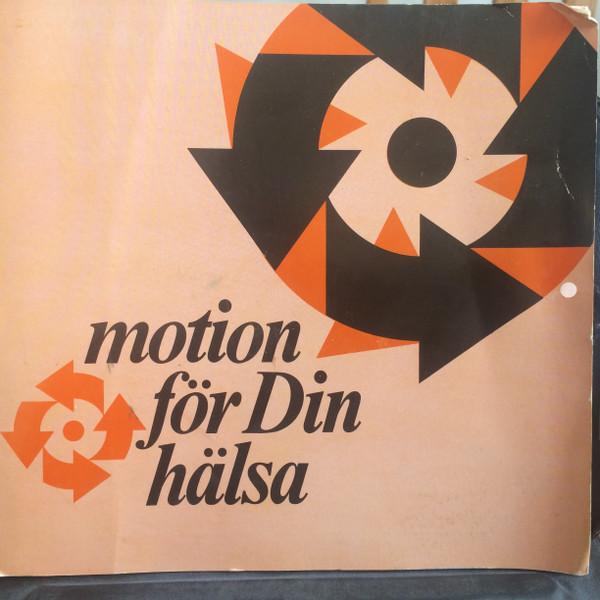 motion
för Din
hälsa